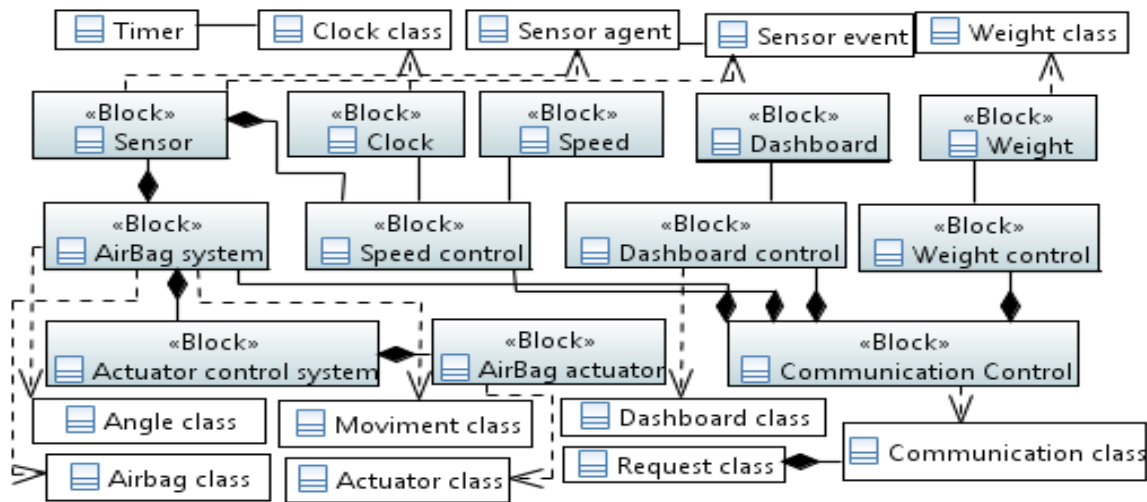 Timer
Clock class
Sensor agent
Sensor event
Weight class
«Block»
Sensor
«Block»
Clock
«Block»
Speed
«Block»
Dashboard
«Block»
Weight
«Block»
AirBag system
«Block»
Speed control
«Block»
Dashboard control
«Block»
Weight control
«Block»
Actuator control system
«Block»
AirBag actuator
«Block»
Communication Control
Angle class
Moviment class
Dashboard class
Communication class
Airbag class
Actuator class
Request class